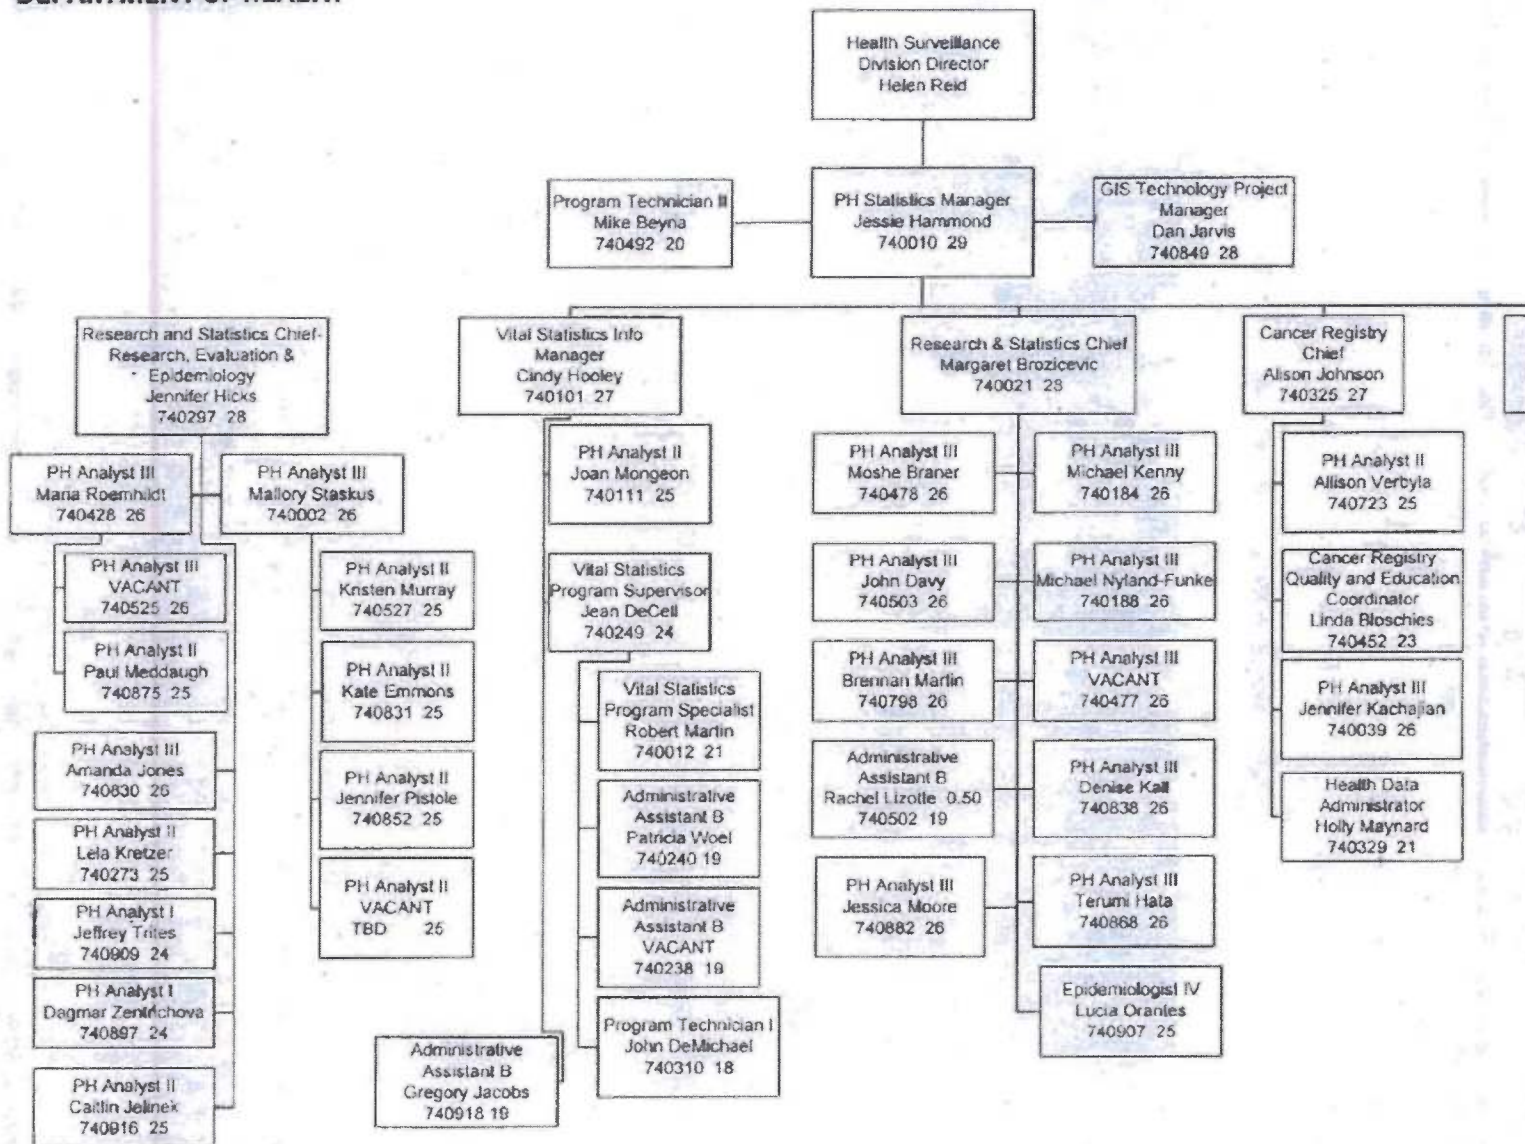 DEPARTMENT OF HEALTH
Health Surveillance
Division Director
Helen Reid
Program Technician II
Mike Beyna
740492 20
PH Statistics Manager
Jessie Hammond
740010 29
GIS Technology Project
Manager
Dan Jarvis
740849 28
Research and Statistics Chief-
Research, Evaluation &
Epidemiology
Jennifer Hicks
740297 28
Vital Statistics Info
Manager
Cindy Hooley
740101 27
Research & Statistics Chief
Margaret Brozicevic
740021 28
Cancer Registry
Chief
Alison Johnson
740325 27
PH Analyst III
Maria Roemhildt
740428 26
PH Analyst III
Mallory Staskus
740002 26
PH Analyst III
VACANT
740525 26
PH Analyst II
Paul Meddaugh
740875 25
PH Analyst III
Amanda Jones
740830 26
PH Analyst II
Lela Kretzer
740273 25
PH Analyst I
Jeffrey Trites
740909 24
PH Analyst I
Dagmar Zentrichova
740897 24
PH Analyst II
Caitlin Jelinek
740916 25
PH Analyst II
Kristen Murray
740527 25
PH Analyst II
Kate Emmons
740831 25
PH Analyst II
Jennifer Pistole
740852 25
PH Analyst II
VACANT
TBD 25
PH Analyst II
Joan Mongeon
740111 25
Vital Statistics
Program Supervisor
Jean DeCell
740249 24
Vital Statistics
Program Specialist
Robert Martin
740012 21
Administrative
Assistant B
Patricia Woel
740240 19
Administrative
Assistant B
VACANT
740238 19
Program Technician I
John DeMichael
740310 18
Administrative
Assistant B
Gregory Jacobs
740918 19
PH Analyst III
Moshe Braner
740478 26
PH Analyst III
Michael Kenny
740184 26
PH Analyst III
John Davy
740503 26
PH Analyst III
Michael Nyland-Funke
740188 26
PH Analyst III
Brennan Martin
740798 26
PH Analyst III
VACANT
740477 26
Administrative
Assistant B
Rachel Lizotte 0.50
740502 19
PH Analyst III
Denise Kall
740838 26
PH Analyst III
Jessica Moore
740882 26
PH Analyst III
Terumi Hata
740868 26
Epidemiologist IV
Lucia Orantes
740907 25
PH Analyst II
Allison Verbyla
740723 25
Cancer Registry
Quality and Education
Coordinator
Linda Bloschies
740452 23
PH Analyst III
Jennifer Kachajian
740039 26
Health Data
Administrator
Holly Maynard
740329 21